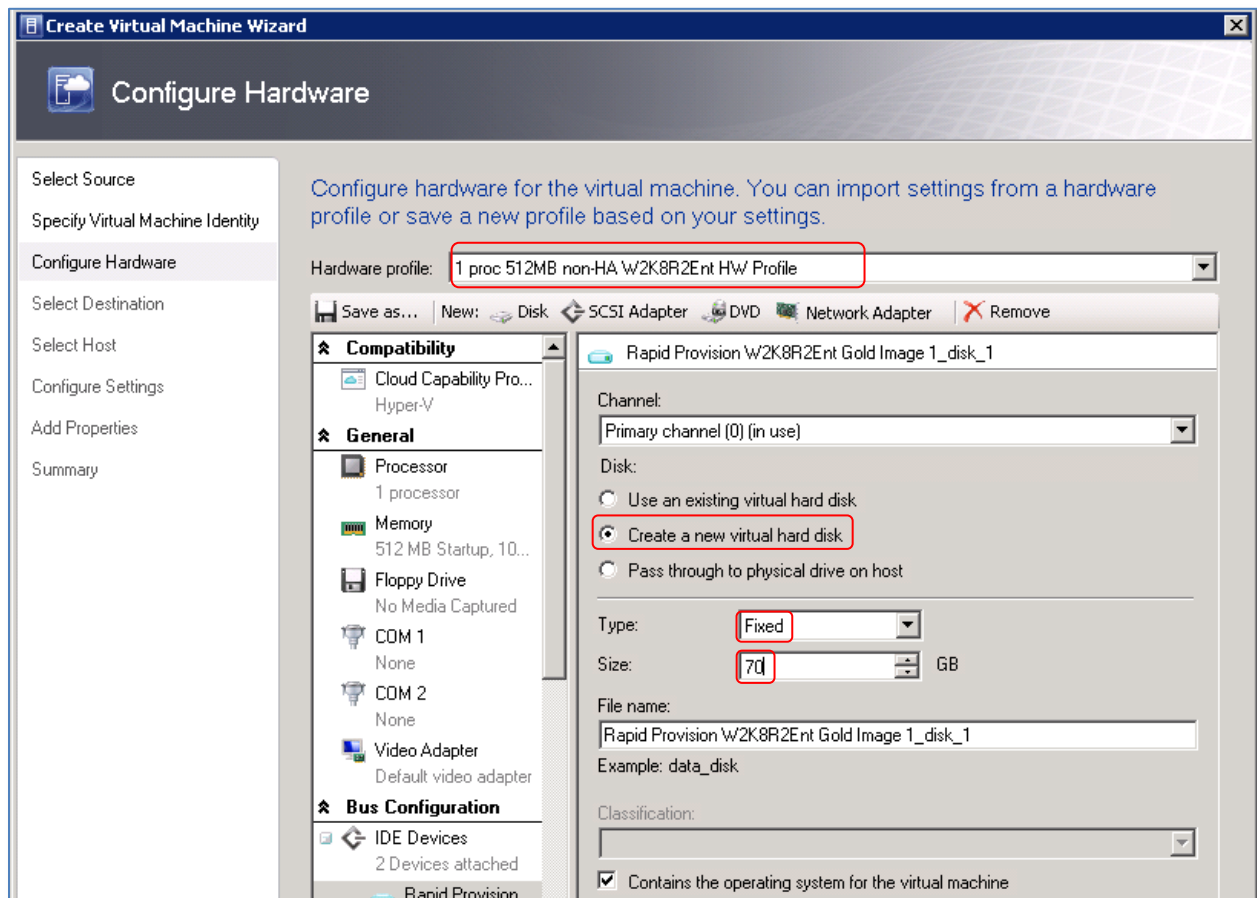 Create Virtual Machine Wizard
Configure Hardware
Select Source
Specify Virtual Machine Identity
Configure Hardware
Select Destination
Select Host
Configure Settings
Add Properties
Summary
Configure hardware for the virtual machine. You can import settings from a hardware
profile or save a new profile based on your settings.
Hardware profile: 1 proc 512MB non-HA W2K8R2Ent HW Profile
Save as... New: Disk SCSI Adapter DVD Network Adapter Remove
Compatibility
Cloud Capability Pro...
Hyper-V
General
Processor
1 processor
Memory
512 MB Startup, 10...
Floppy Drive
No Media Captured
COM 1
None
COM 2
None
Video Adapter
Default video adapter
Bus Configuration
IDE Devices
2 Devices attached
Rapid Provision
Rapid Provision W2K8R2Ent Gold Image 1_disk_1
Channel:
Primary channel (0) (in use)
Disk:
Use an existing virtual hard disk
Create a new virtual hard disk
Pass through to physical drive on host
Type: Fixed
Size: 70 GB
File name:
Rapid Provision W2K8R2Ent Gold Image 1_disk_1
Example: data_disk
Classification:
Contains the operating system for the virtual machine